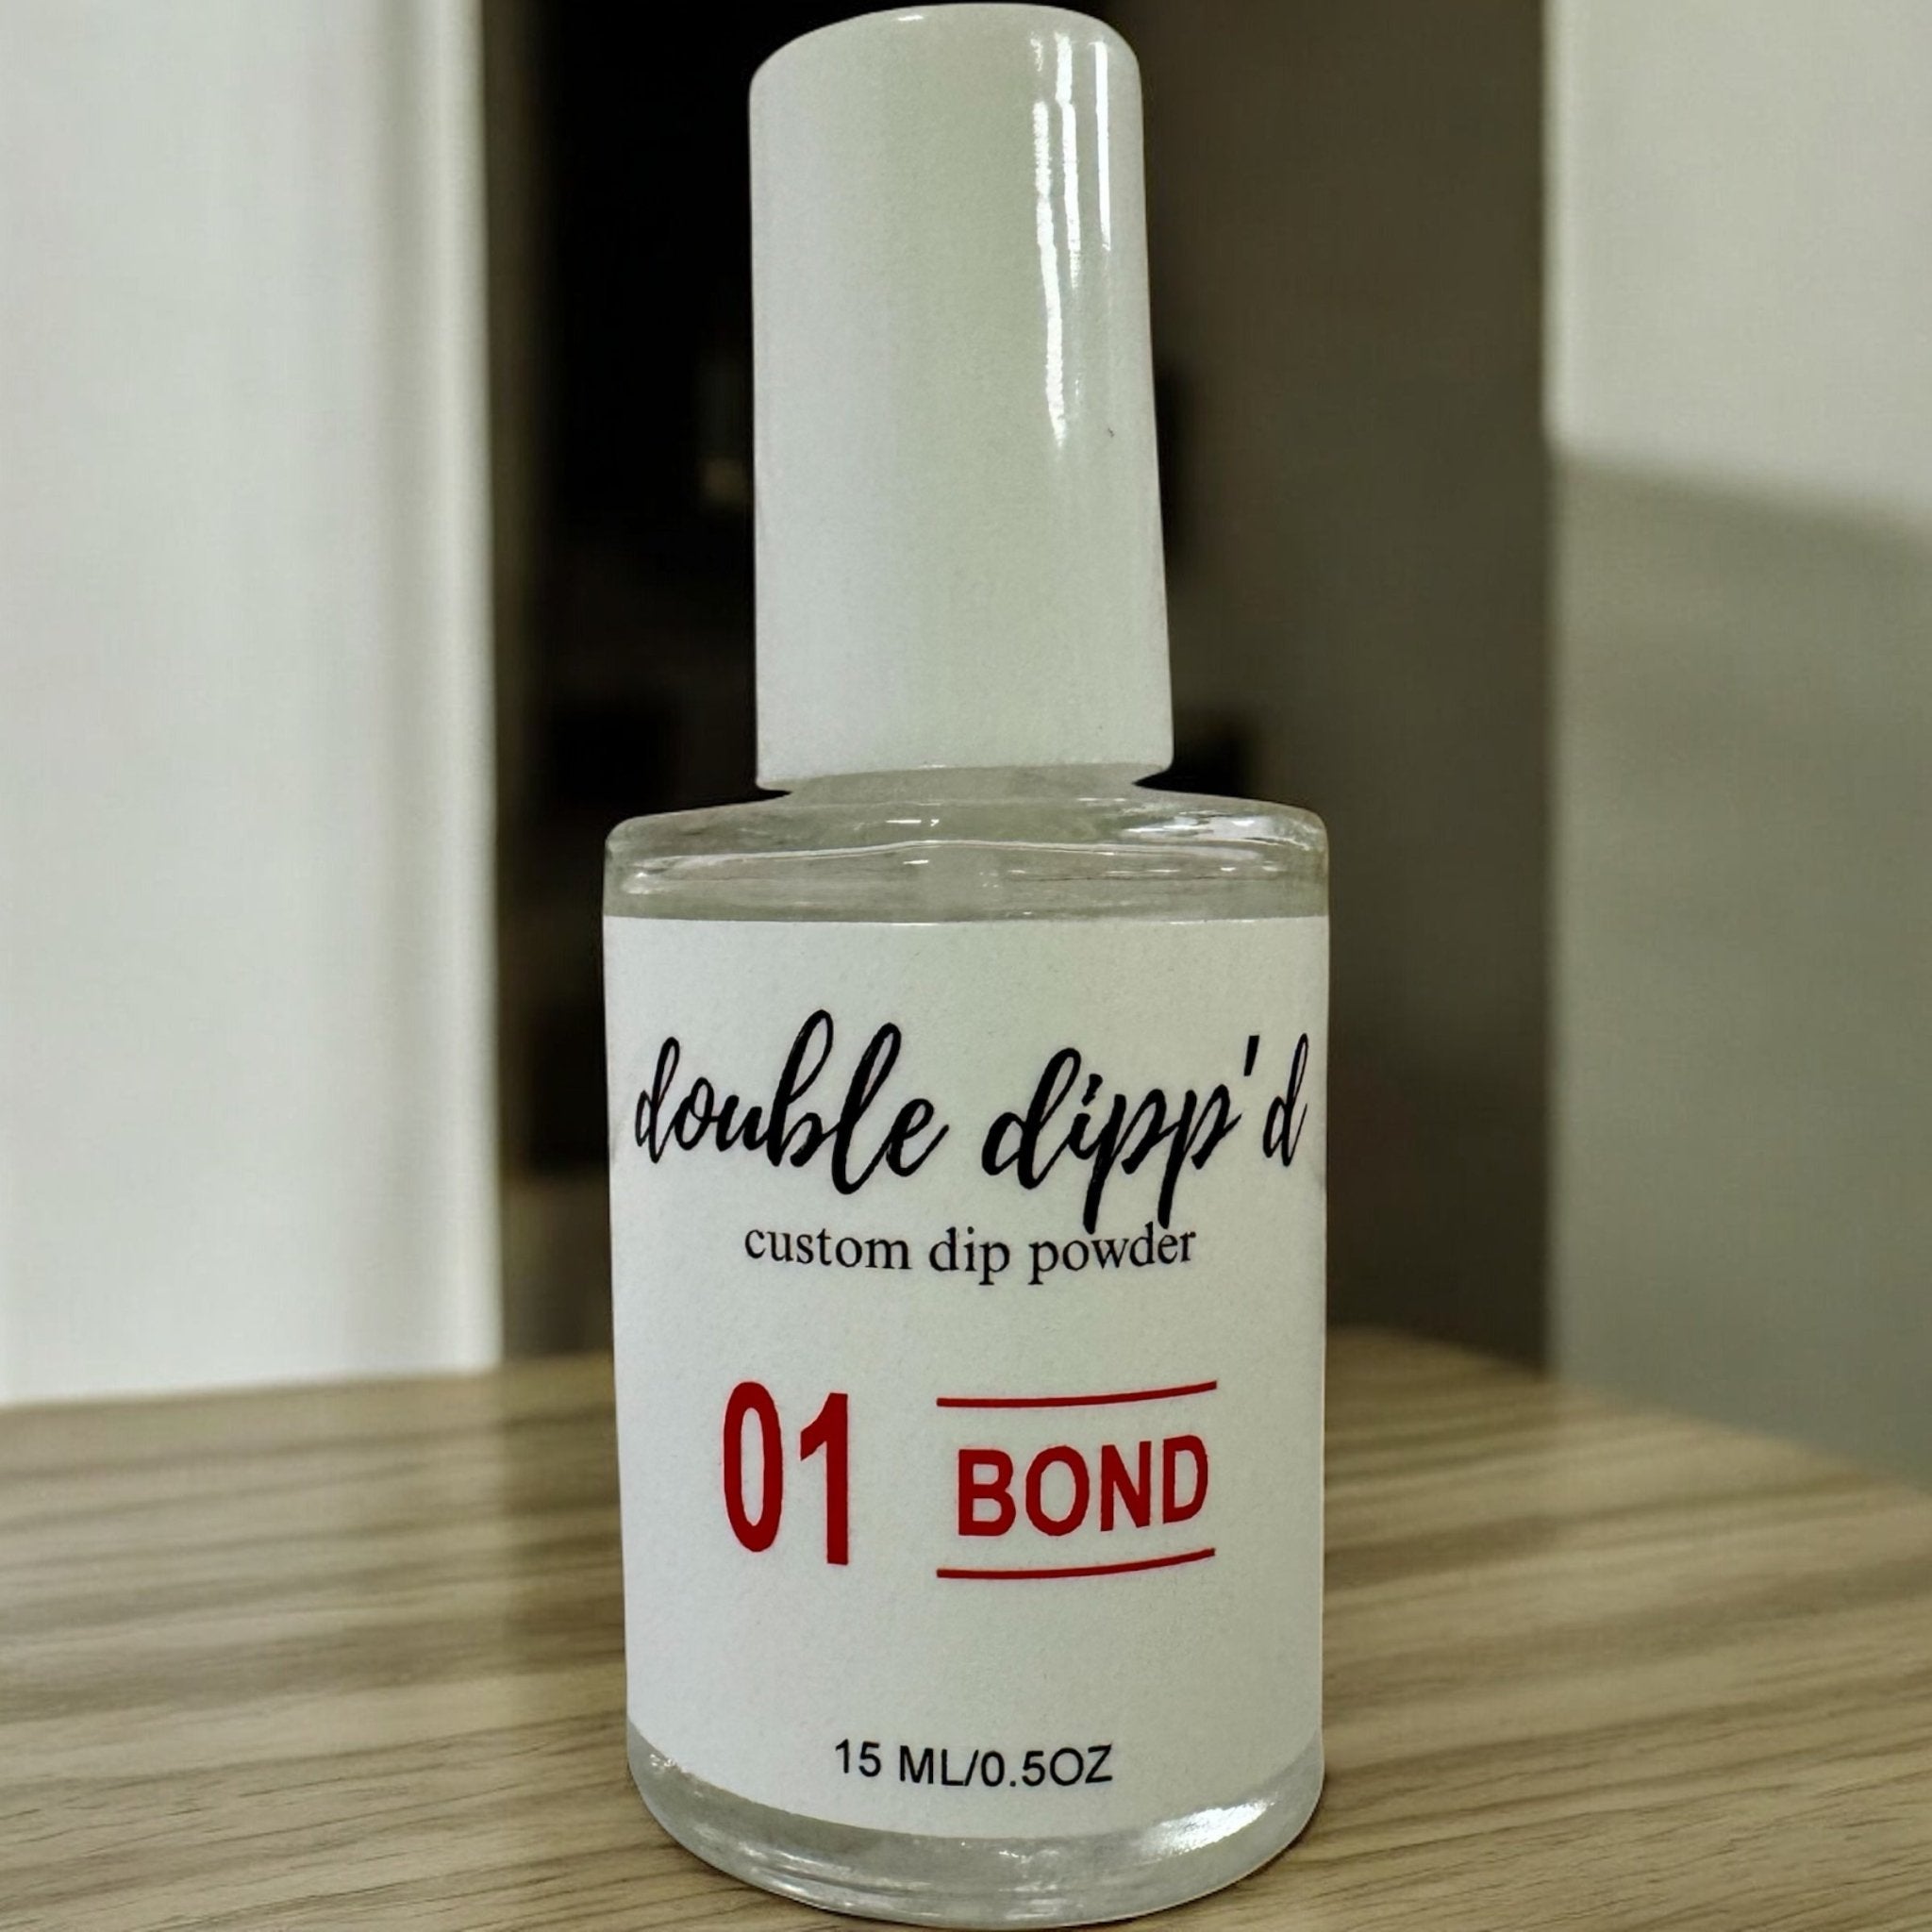 double dipp'd
custom dip powder
01 BOND
15 ML/0.5OZ